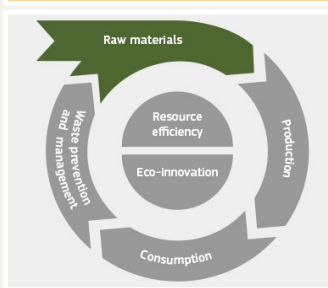 Raw materials
Production
Consumption
Waste prevention
and management
Resource
efficiency
Eco-innovation